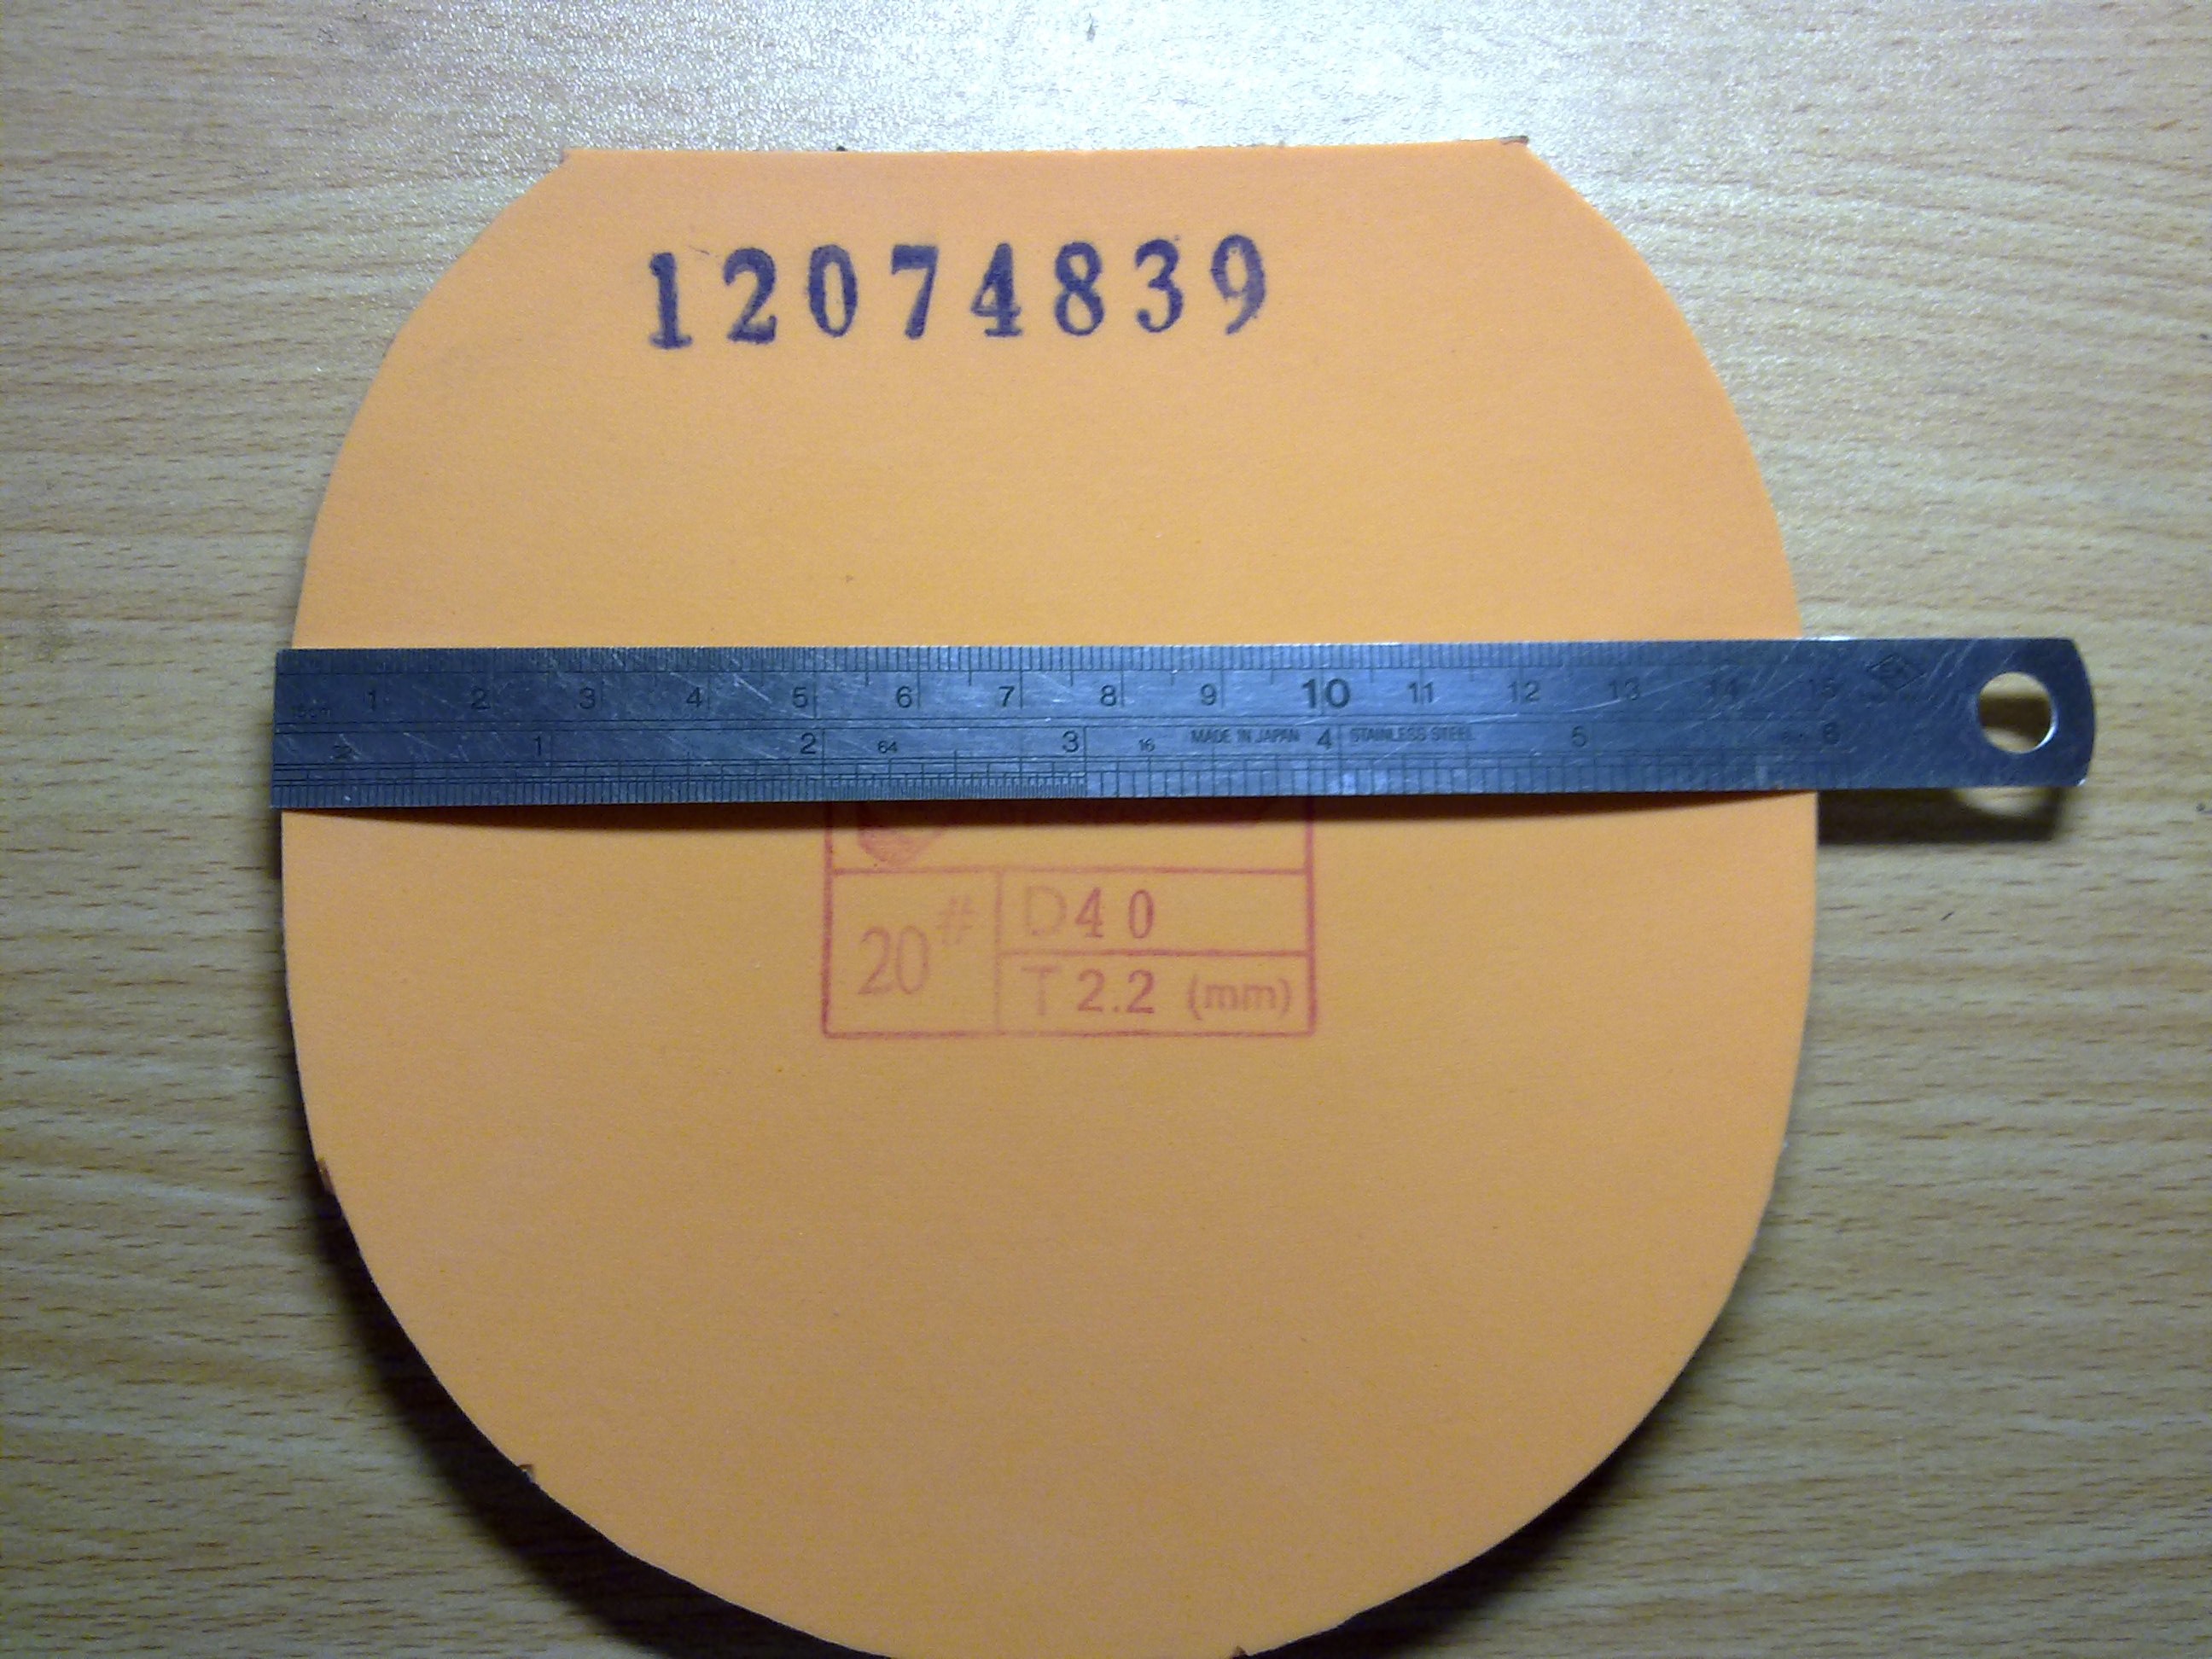 12074839
1 2 3 4 5 6 7 8 9 10 11 12 13 14 15
32 1 2 64 3 16 MADE IN JAPAN 4 STAINLESS STEEL 5 6
20# D40
T2.2 (mm)